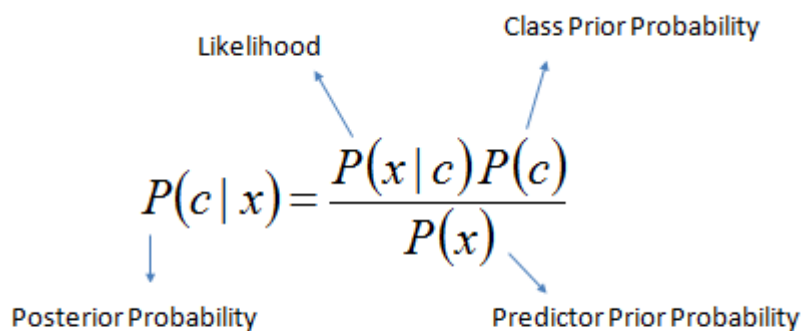 Class Prior Probability
Likelihood
P(c | x) = P(x | c)P(c) / P(x)
Posterior Probability
Predictor Prior Probability